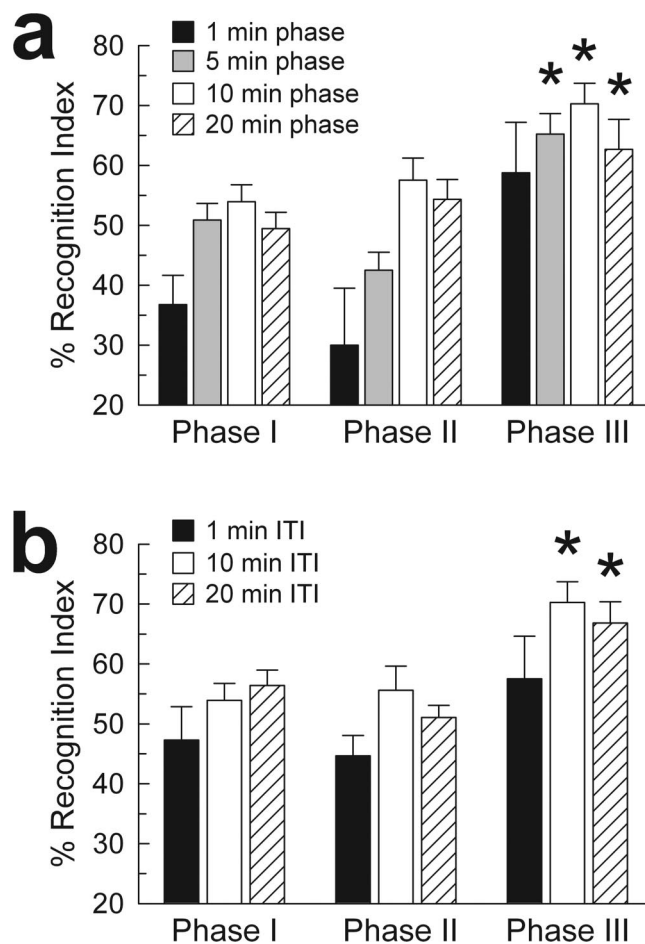 a
1 min phase
5 min phase
10 min phase
20 min phase
* * *
% Recognition Index
80
70
60
50
40
30
20
Phase I Phase II Phase III
b
1 min ITI
10 min ITI
20 min ITI
* *
% Recognition Index
80
70
60
50
40
30
20
Phase I Phase II Phase III